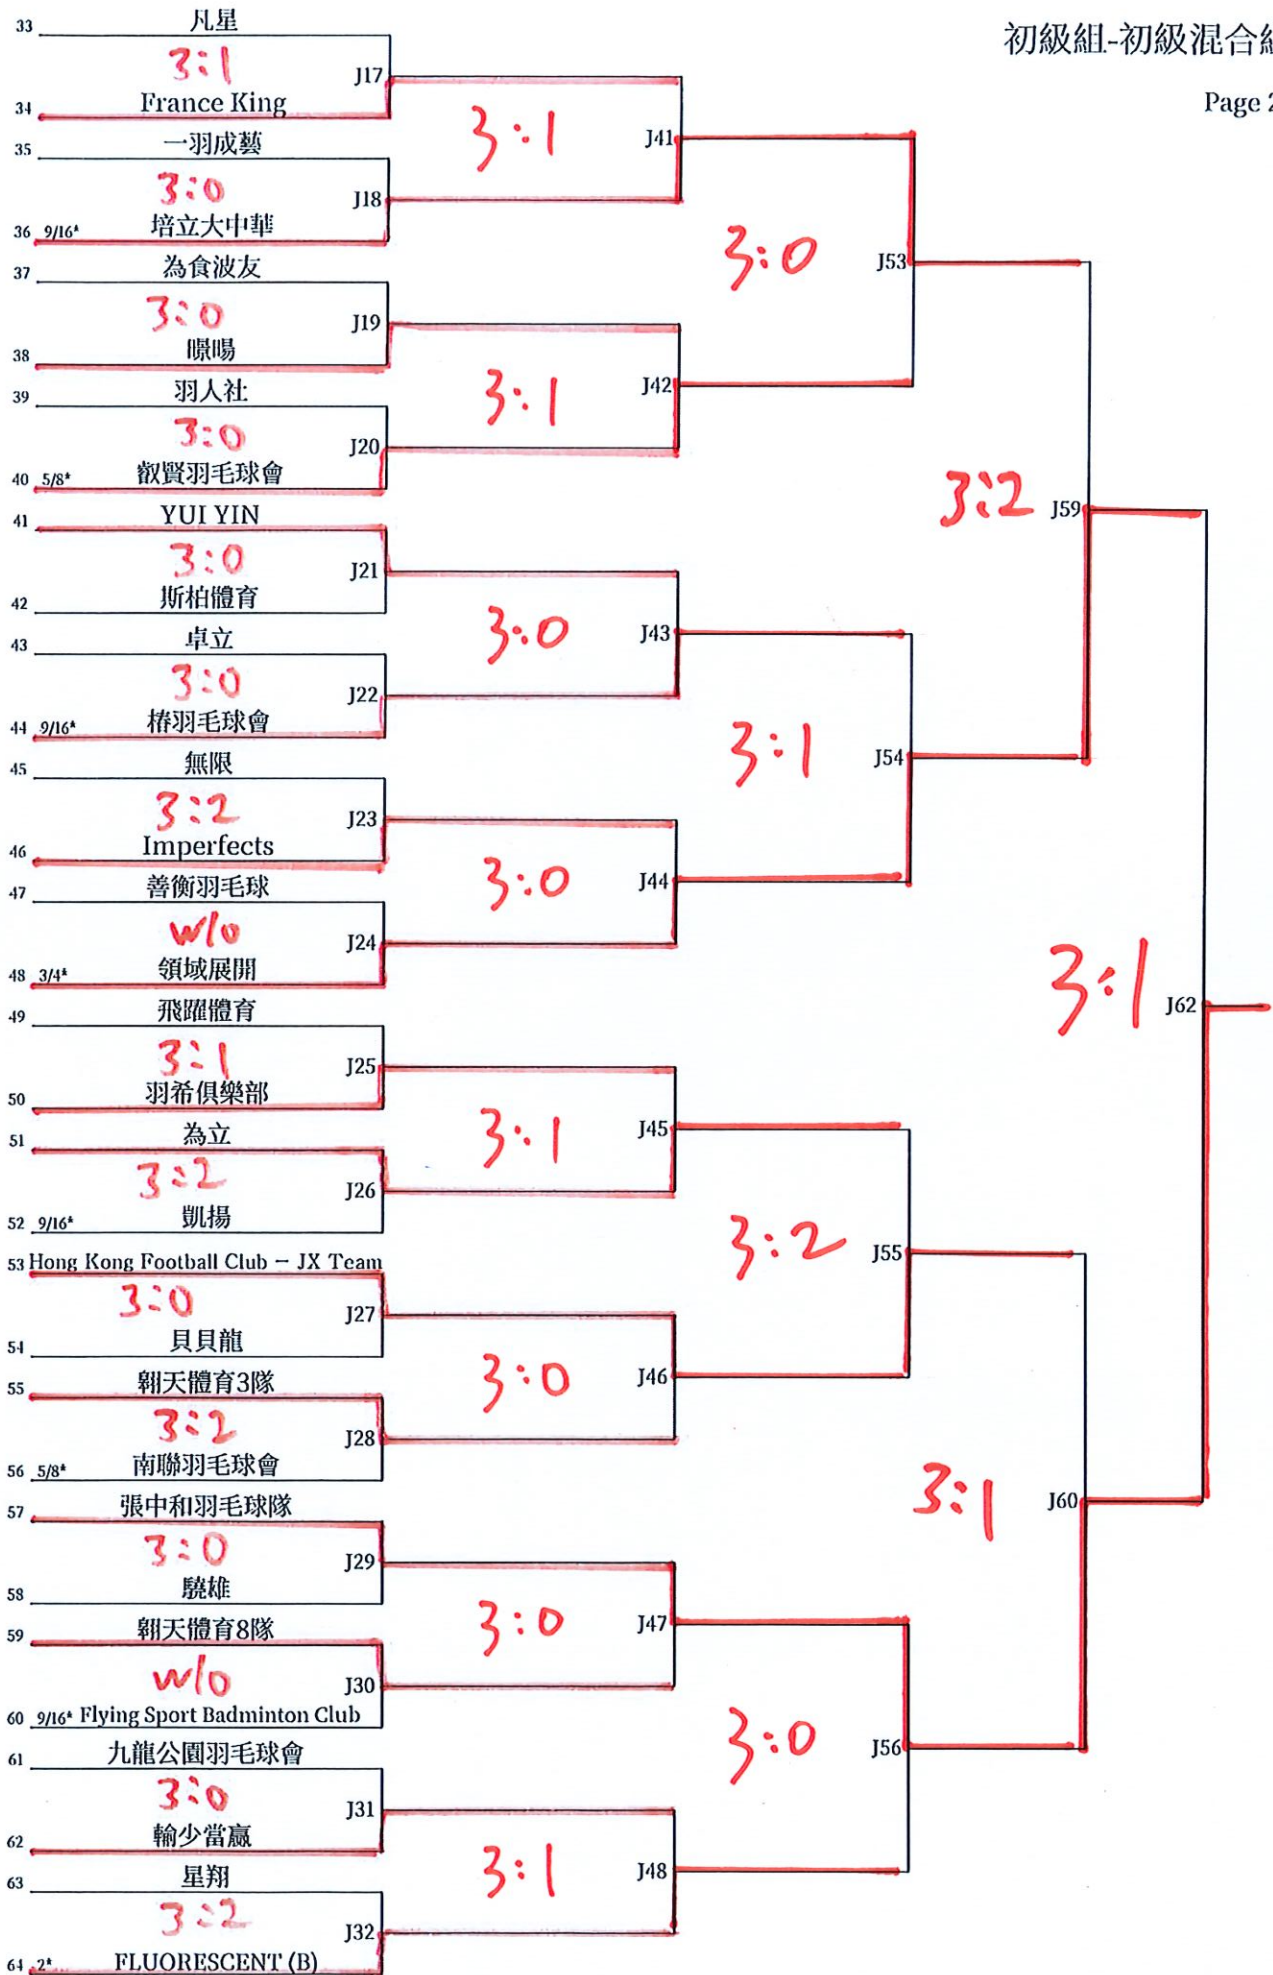 初級組-初級混合
Page 2
33 凡星
3:1 J17
34 France King
3:1 J41
35 一羽成藝
3:0 J18
36 9/16* 培立大中華
3:0 J53
37 為食波友
3:0 J19
38 暻暘
3:1 J42
39 羽人社
3:0 J20
40 5/8* 叡賢羽毛球會
3:2 J59
41 YUI YIN
3:0 J21
42 斯柏體育
3:0 J43
43 卓立
3:0 J22
44 9/16* 椿羽毛球會
3:1 J54
45 無限
3:2 J23
46 Imperfects
3:0 J44
47 善衡羽毛球
w/o J24
48 3/4* 領域展開
3:1 J62
49 飛躍體育
3:1 J25
50 羽希俱樂部
3:1 J45
51 為立
3:2 J26
52 9/16* 凱揚
3:2 J55
53 Hong Kong Football Club – JX Team
3:0 J27
54 貝貝龍
3:0 J46
55 翱天體育3隊
3:2 J28
56 5/8* 南聯羽毛球會
3:1 J60
57 張中和羽毛球隊
3:0 J29
58 驍雄
3:0 J47
59 翱天體育8隊
w/o J30
60 9/16* Flying Sport Badminton Club
3:0 J56
61 九龍公園羽毛球會
3:0 J31
62 輸少當贏
3:1 J48
63 星翔
3:2 J32
64 2* FLUORESCENT (B)